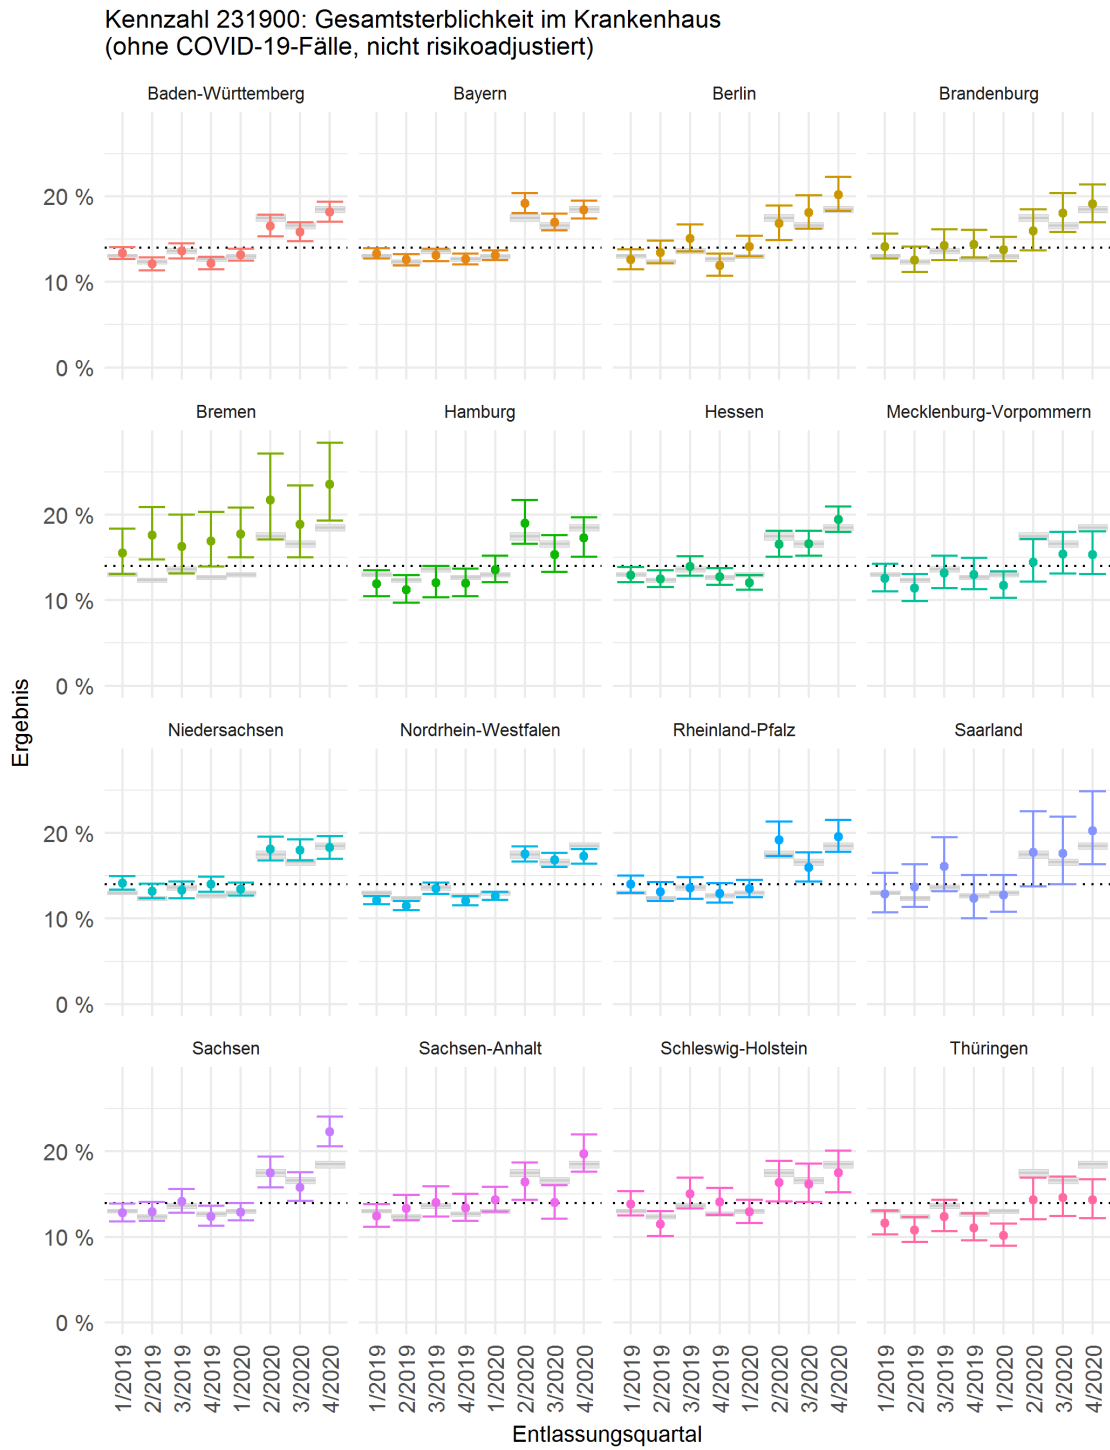 Kennzahl 231900: Gesamtsterblichkeit im Krankenhaus
(ohne COVID-19-Fälle, nicht risikoadjustiert)
Baden-Württemberg
Bayern
Berlin
Brandenburg
20 %
10 %
0 %
Bremen
Hamburg
Hessen
Mecklenburg-Vorpommern
20 %
10 %
0 %
Niedersachsen
Nordrhein-Westfalen
Rheinland-Pfalz
Saarland
20 %
10 %
0 %
Sachsen
Sachsen-Anhalt
Schleswig-Holstein
Thüringen
20 %
10 %
0 %
Ergebnis
1/2019
2/2019
3/2019
4/2019
1/2020
2/2020
3/2020
4/2020
1/2019
2/2019
3/2019
4/2019
1/2020
2/2020
3/2020
4/2020
1/2019
2/2019
3/2019
4/2019
1/2020
2/2020
3/2020
4/2020
1/2019
2/2019
3/2019
4/2019
1/2020
2/2020
3/2020
4/2020
Entlassungsquartal